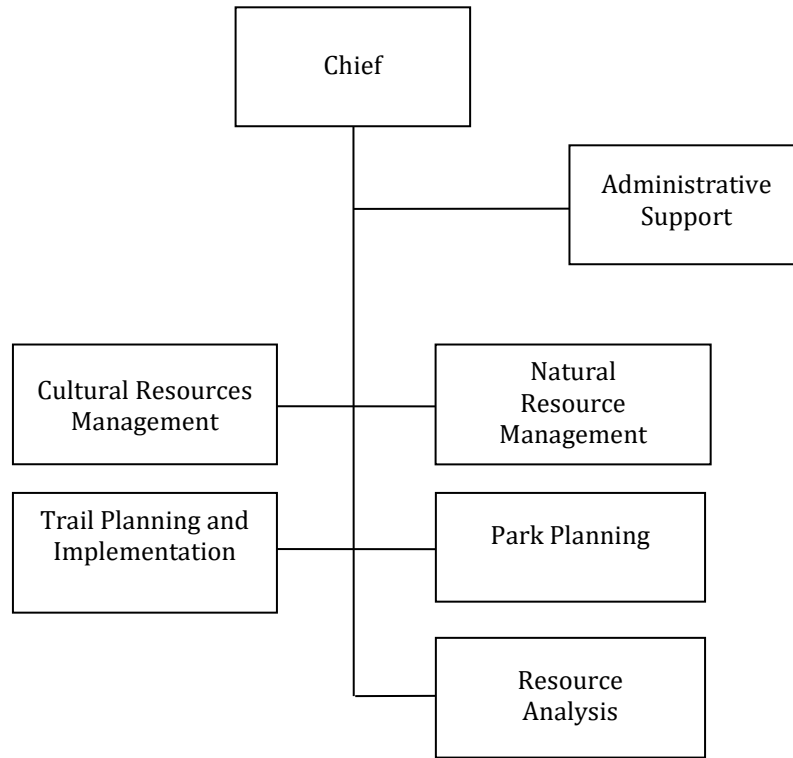 Chief
Administrative
Support
Cultural Resources
Management
Natural
Resource
Management
Trail Planning and
Implementation
Park Planning
Resource
Analysis